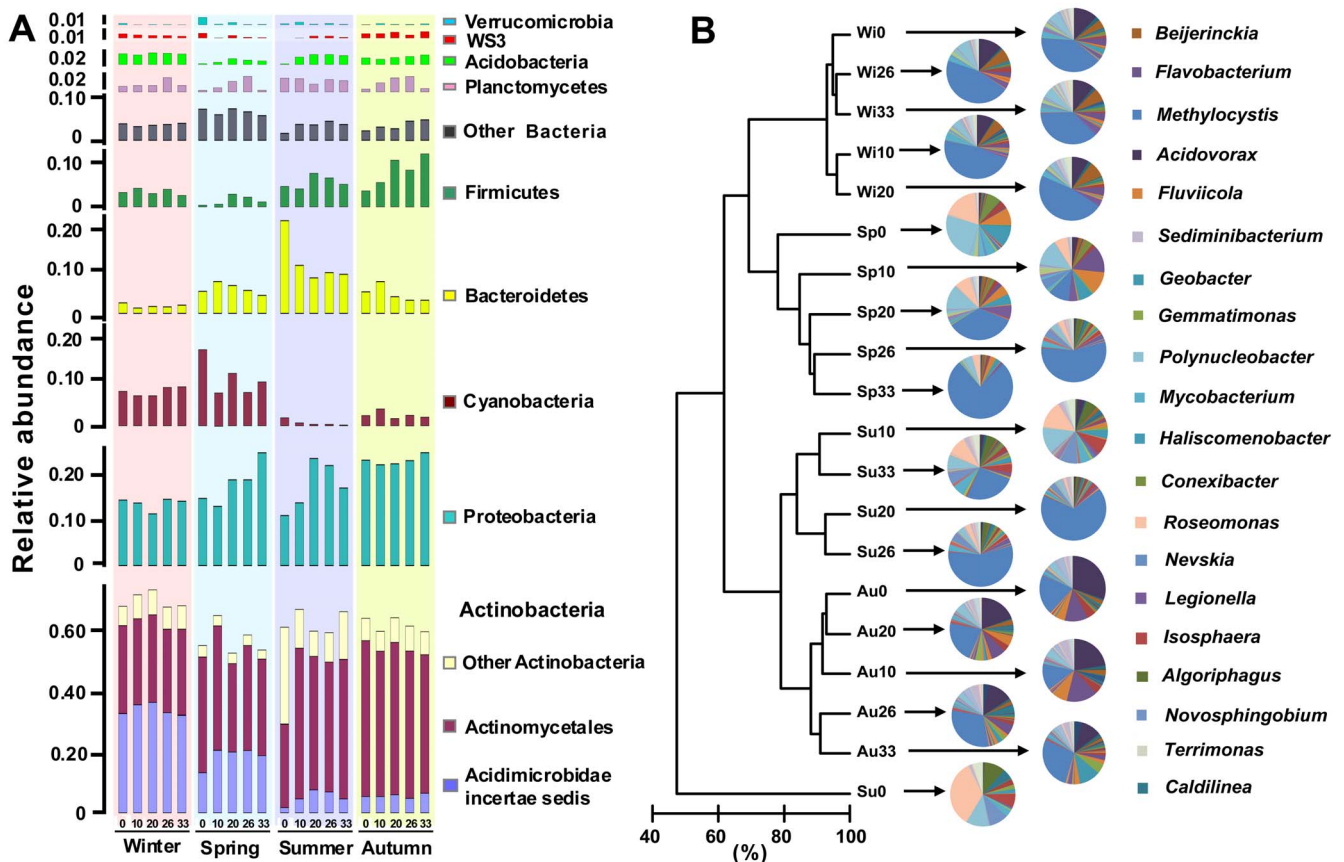 A
Relative abundance
0.01
0.01
0.02
0.02
0.10
0
0.10
0
0.20
0.10
0
0.20
0.10
0
0.20
0.10
0
0.60
0.40
0.20
0
Verrucomicrobia
WS3
Acidobacteria
Planctomycetes
Other Bacteria
Firmicutes
Bacteroidetes
Cyanobacteria
Proteobacteria
Actinobacteria
Other Actinobacteria
Actinomycetales
Acidimicrobidae
incertae sedis
0 10 20 26 33 0 10 20 26 33 0 10 20 26 33 0 10 20 26 33
Winter Spring Summer Autumn
B
Wi0
Wi26
Wi33
Wi10
Wi20
Sp0
Sp10
Sp20
Sp26
Sp33
Su10
Su33
Su20
Su26
Au0
Au20
Au10
Au26
Au33
Su0
40 60 80 100
(%)
Beijerinckia
Flavobacterium
Methylocystis
Acidovorax
Fluviicola
Sediminibacterium
Geobacter
Gemmatimonas
Polynucleobacter
Mycobacterium
Haliscomenobacter
Conexibacter
Roseomonas
Nevskia
Legionella
Isosphaera
Algoriphagus
Novosphingobium
Terrimonas
Caldilinea